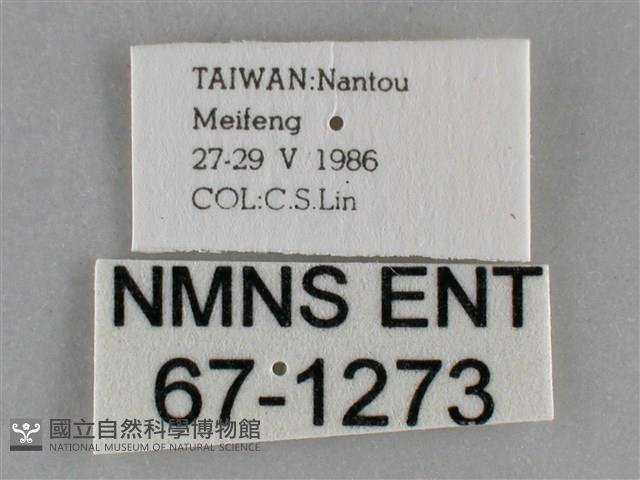 TAIWAN:Nantou
Meifeng
27-29 V 1986
COL:C.S.Lin
NMNS ENT
67-1273
國立自然科學博物館
NATIONAL MUSEUM OF NATURAL SCIENCE